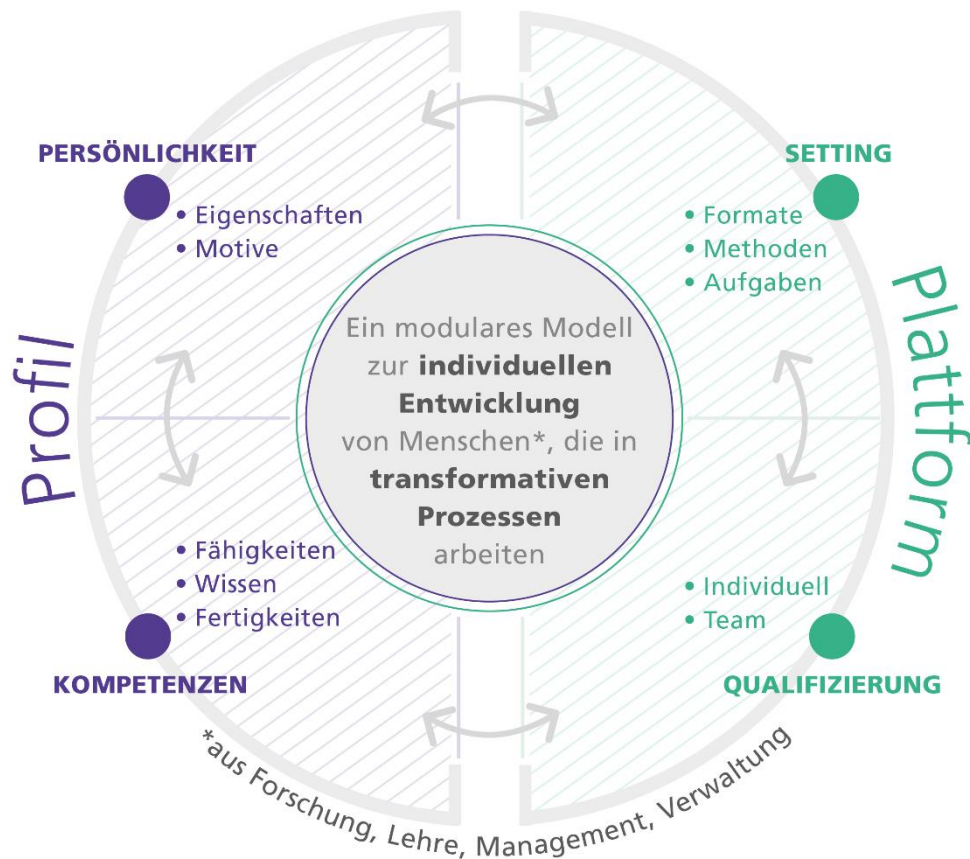 Profil
PERSÖNLICHKEIT
• Eigenschaften
• Motive
• Fähigkeiten
• Wissen
• Fertigkeiten
KOMPETENZEN
Ein modulares Modell
zur individuellen
Entwicklung
von Menschen*, die in
transformativen
Prozessen
arbeiten
Plattform
SETTING
• Formate
• Methoden
• Aufgaben
• Individuell
• Team
QUALIFIZIERUNG
*aus Forschung, Lehre, Management, Verwaltung